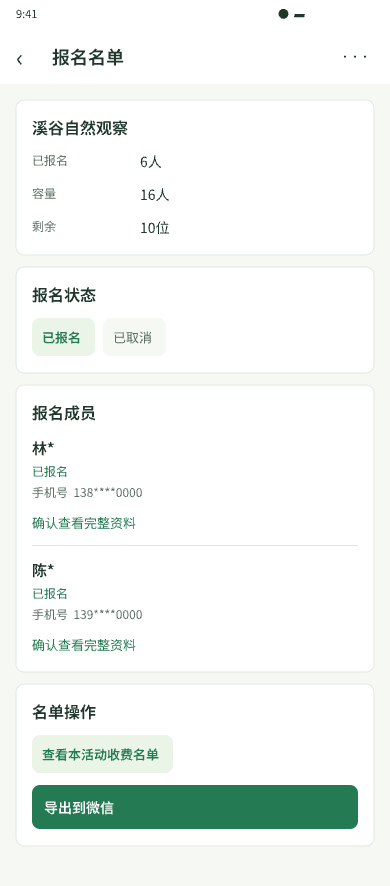 9:41
‹ 报名名单 ···
溪谷自然观察
已报名 6人
容量 16人
剩余 10位
报名状态
已报名 已取消
报名成员
林*
已报名
手机号 138****0000
确认查看完整资料
陈*
已报名
手机号 139****0000
确认查看完整资料
名单操作
查看本活动收费名单
导出到微信